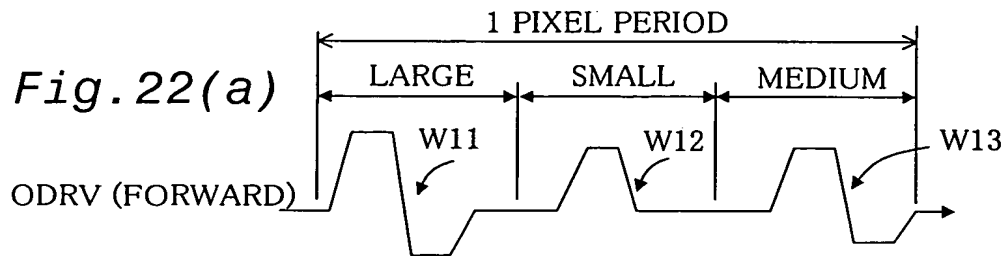 1 PIXEL PERIOD
Fig.22(a)
LARGE SMALL MEDIUM
W11 W12 W13
ODRV (FORWARD)